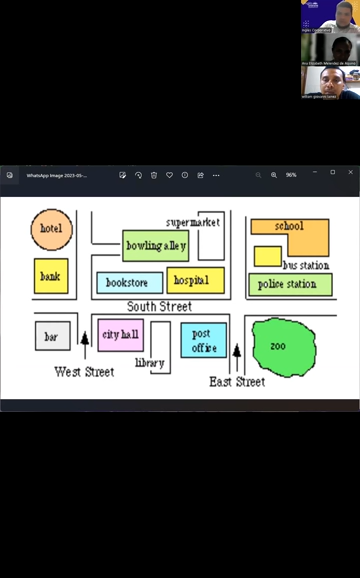 WhatsApp Image 2023-05-...
96%
hotel
supermarket
school
bowling alley
bank
bus station
bookstore
hospital
police station
South Street
bar
city hall
post
office
zoo
library
West Street
East Street